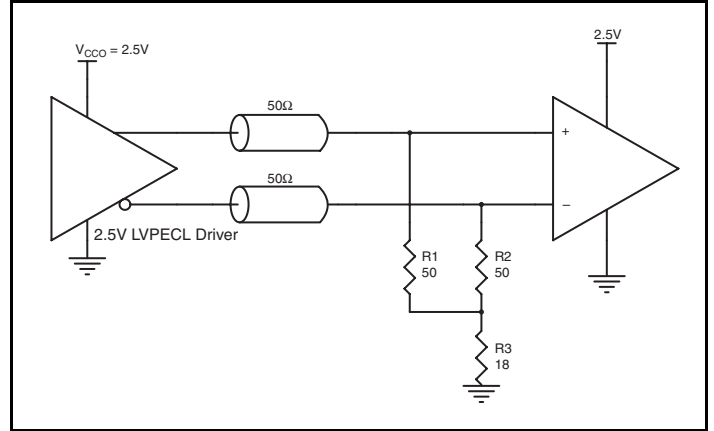 V_CCO = 2.5V
2.5V
50Ω
50Ω
+
−
2.5V LVPECL Driver
R1
50
R2
50
R3
18